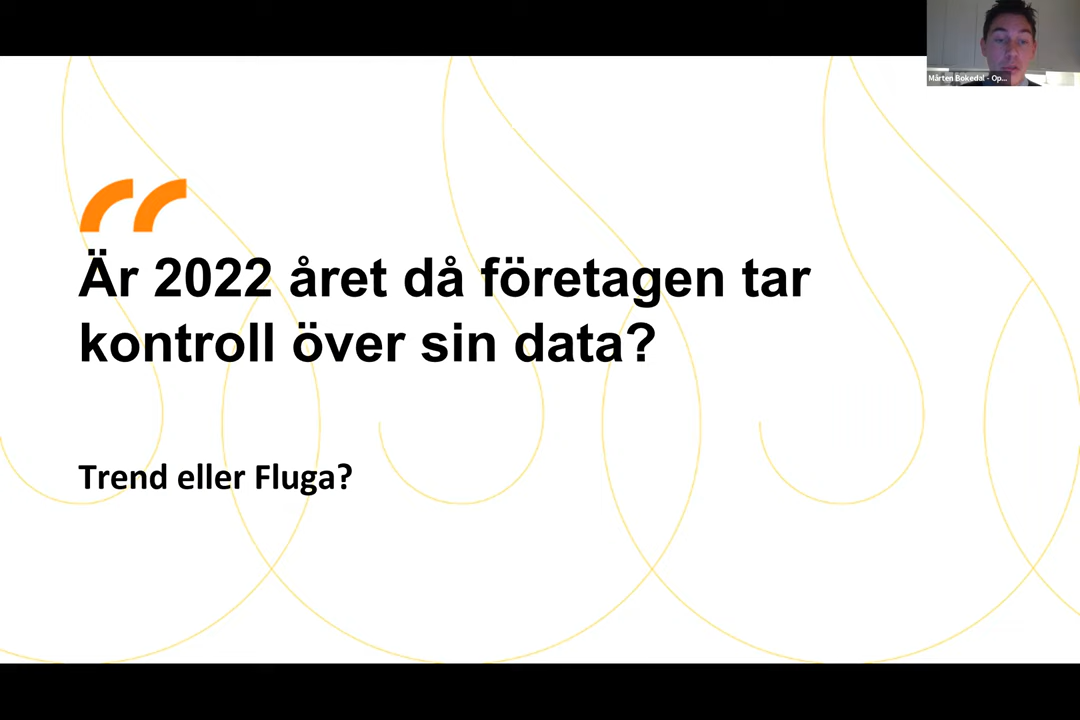 Mårten Bokedal - Op...
Är 2022 året då företagen tar
kontroll över sin data?
Trend eller Fluga?